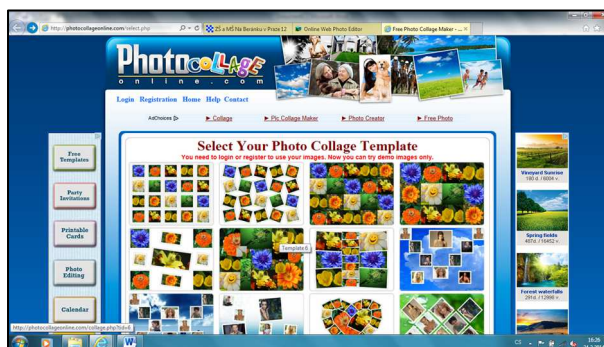 http://photocollageonline.com/select.php
ZŠ a MŠ Na Beránku v Praze 12
Online Web Photo Editor
Free Photo Collage Maker - ...
PhotocoLLAGE
online.com
Login Registration Home Help Contact
AdChoices
Collage
Pic Collage Maker
Photo Creator
Free Photo
Select Your Photo Collage Template
You need to login or register to use your images. Now you can try demo images only.
Free
Templates
Party
Invitations
Printable
Cards
Photo
Editing
Calendar
Template 6
Vineyard Sunrise
Spring fields
Forest waterfalls
http://photocollageonline.com/collage.php?id=6
CS